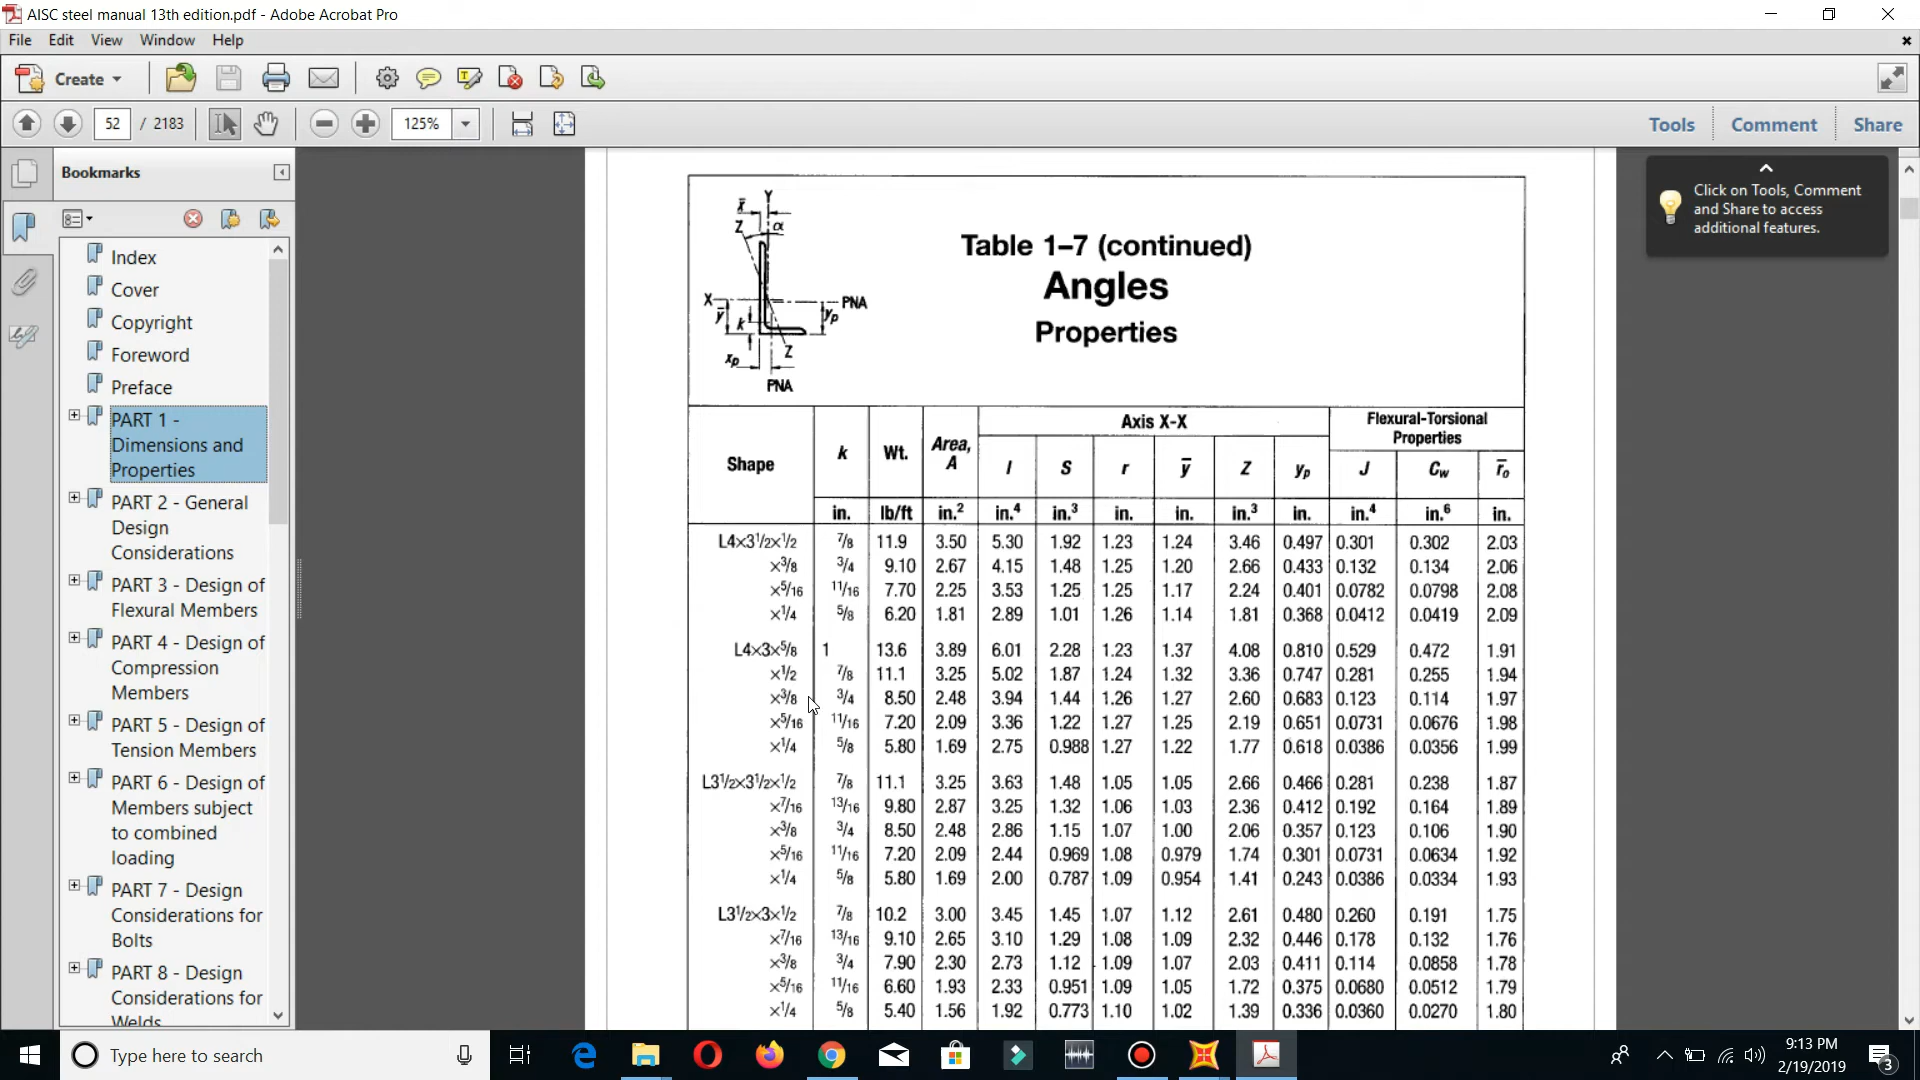 AISC steel manual 13th edition.pdf - Adobe Acrobat Pro
File Edit View Window Help
Create
52 / 2183 125% Tools Comment Share
Bookmarks
Index
Cover
Copyright
Foreword
Preface
PART 1 -
Dimensions and
Properties
PART 2 - General
Design
Considerations
PART 3 - Design of
Flexural Members
PART 4 - Design of
Compression
Members
PART 5 - Design of
Tension Members
PART 6 - Design of
Members subject
to combined
loading
PART 7 - Design
Considerations for
Bolts
PART 8 - Design
Considerations for
Welds
Click on Tools, Comment
and Share to access
additional features.
Y
x̄
Z α
X PNA
ȳ k yp
Z
xp
PNA
Table 1–7 (continued)
Angles
Properties
Shape k Wt. Area, A Axis X-X Flexural-Torsional Properties
I S r ȳ Z yp J Cw r̄o
in. lb/ft in.² in.⁴ in.³ in. in. in.³ in. in.⁴ in.⁶ in.
L4×3 1/2×1/2 7/8 11.9 3.50 5.30 1.92 1.23 1.24 3.46 0.497 0.301 0.302 2.03
×3/8 3/4 9.10 2.67 4.15 1.48 1.25 1.20 2.66 0.433 0.132 0.134 2.06
×5/16 11/16 7.70 2.25 3.53 1.25 1.25 1.17 2.24 0.401 0.0782 0.0798 2.08
×1/4 5/8 6.20 1.81 2.89 1.01 1.26 1.14 1.81 0.368 0.0412 0.0419 2.09
L4×3×5/8 1 13.6 3.89 6.01 2.28 1.23 1.37 4.08 0.810 0.529 0.472 1.91
×1/2 7/8 11.1 3.25 5.02 1.87 1.24 1.32 3.36 0.747 0.281 0.255 1.94
×3/8 3/4 8.50 2.48 3.94 1.44 1.26 1.27 2.60 0.683 0.123 0.114 1.97
×5/16 11/16 7.20 2.09 3.36 1.22 1.27 1.25 2.19 0.651 0.0731 0.0676 1.98
×1/4 5/8 5.80 1.69 2.75 0.988 1.27 1.22 1.77 0.618 0.0386 0.0356 1.99
L3 1/2×3 1/2×1/2 7/8 11.1 3.25 3.63 1.48 1.05 1.05 2.66 0.466 0.281 0.238 1.87
×7/16 13/16 9.80 2.87 3.25 1.32 1.06 1.03 2.36 0.412 0.192 0.164 1.89
×3/8 3/4 8.50 2.48 2.86 1.15 1.07 1.00 2.06 0.357 0.123 0.106 1.90
×5/16 11/16 7.20 2.09 2.44 0.969 1.08 0.979 1.74 0.301 0.0731 0.0634 1.92
×1/4 5/8 5.80 1.69 2.00 0.787 1.09 0.954 1.41 0.243 0.0386 0.0334 1.93
L3 1/2×3×1/2 7/8 10.2 3.00 3.45 1.45 1.07 1.12 2.61 0.480 0.260 0.191 1.75
×7/16 13/16 9.10 2.65 3.10 1.29 1.08 1.09 2.32 0.446 0.178 0.132 1.76
×3/8 3/4 7.90 2.30 2.73 1.12 1.09 1.07 2.03 0.411 0.114 0.0858 1.78
×5/16 11/16 6.60 1.93 2.33 0.951 1.09 1.05 1.72 0.375 0.0680 0.0512 1.79
×1/4 5/8 5.40 1.56 1.92 0.773 1.10 1.02 1.39 0.336 0.0360 0.0270 1.80
Type here to search
9:13 PM
2/19/2019
3